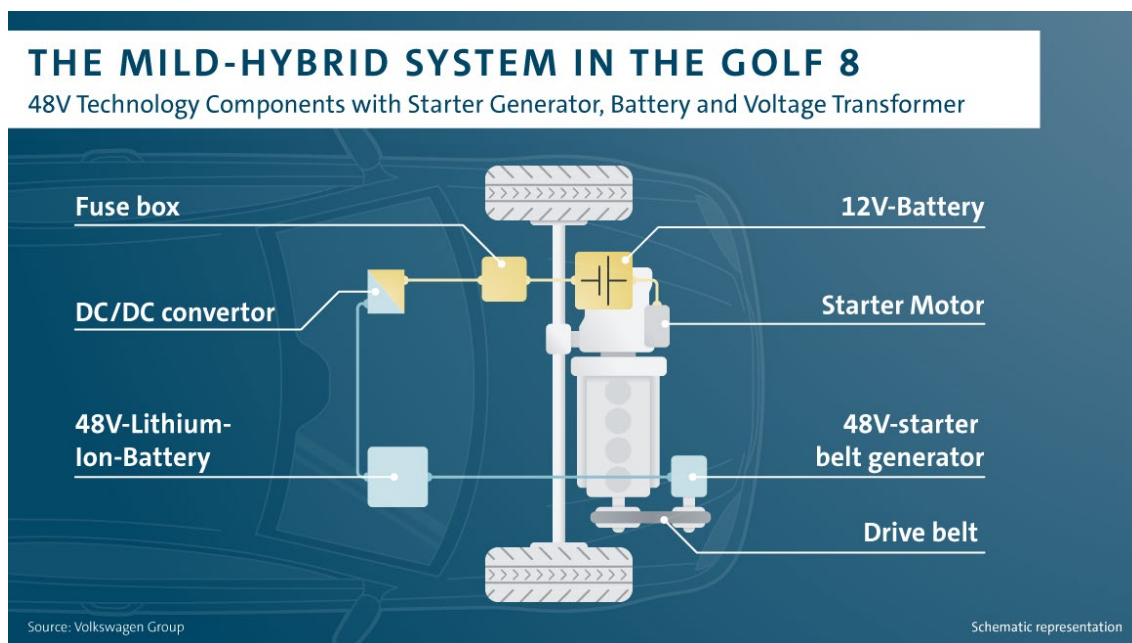 THE MILD-HYBRID SYSTEM IN THE GOLF 8
48V Technology Components with Starter Generator, Battery and Voltage Transformer
Fuse box
12V-Battery
DC/DC convertor
Starter Motor
48V-Lithium-
Ion-Battery
48V-starter
belt generator
Drive belt
Source: Volkswagen Group
Schematic representation